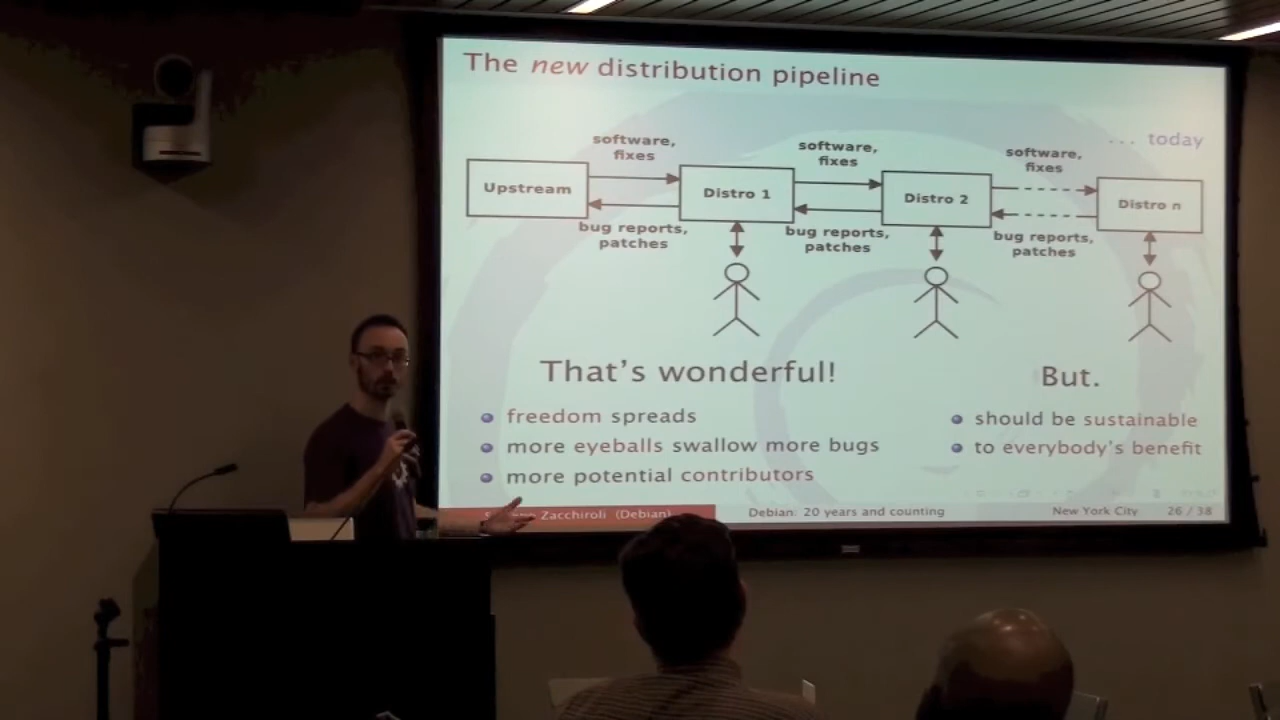 The new distribution pipeline
... today
software,
fixes
software,
fixes
software,
fixes
Upstream
Distro 1
Distro 2
Distro n
bug reports,
patches
bug reports,
patches
bug reports,
patches
That's wonderful!
freedom spreads
more eyeballs swallow more bugs
more potential contributors
But.
should be sustainable
to everybody's benefit
Zacchiroli (Debian)
Debian: 20 years and counting
New York City
26 / 38